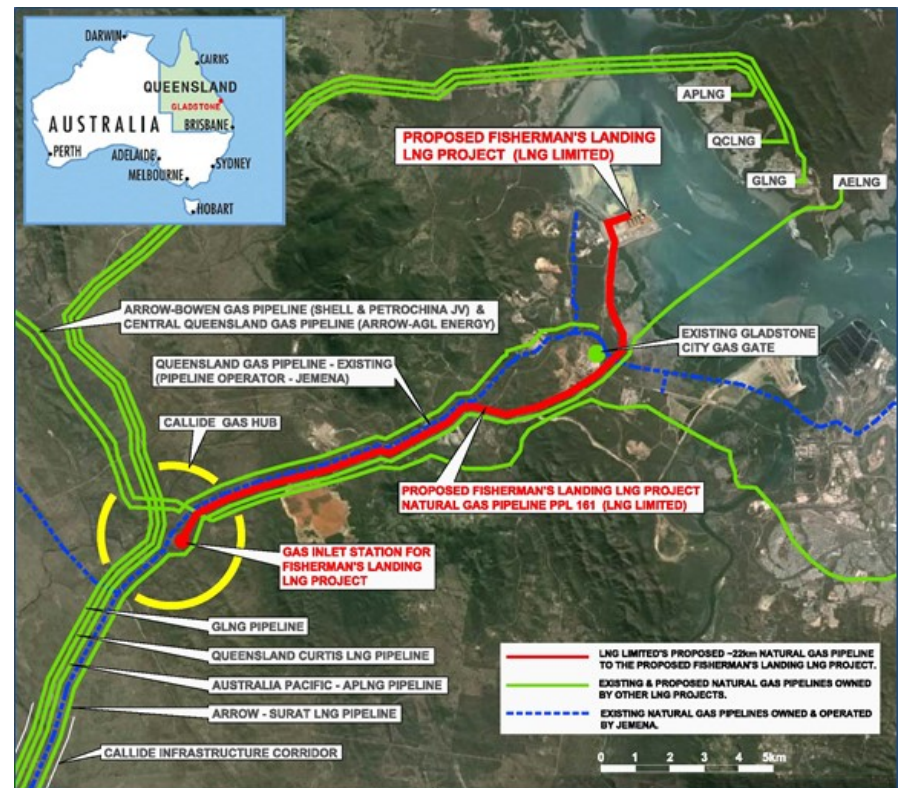 DARWIN
CAIRNS
QUEENSLAND
GLADSTONE
AUSTRALIA
BRISBANE
PERTH
ADELAIDE
SYDNEY
MELBOURNE
HOBART
APLNG
QCLNG
GLNG
AELNG
PROPOSED FISHERMAN'S LANDING
LNG PROJECT (LNG LIMITED)
ARROW-BOWEN GAS PIPELINE (SHELL & PETROCHINA JV) &
CENTRAL QUEENSLAND GAS PIPELINE (ARROW-AGL ENERGY)
EXISTING GLADSTONE
CITY GAS GATE
QUEENSLAND GAS PIPELINE - EXISTING
(PIPELINE OPERATOR - JEMENA)
CALLIDE GAS HUB
PROPOSED FISHERMAN'S LANDING LNG PROJECT
NATURAL GAS PIPELINE PPL 161 (LNG LIMITED)
GAS INLET STATION FOR
FISHERMAN'S LANDING
LNG PROJECT
GLNG PIPELINE
QUEENSLAND CURTIS LNG PIPELINE
AUSTRALIA PACIFIC - APLNG PIPELINE
ARROW - SURAT LNG PIPELINE
CALLIDE INFRASTRUCTURE CORRIDOR
LNG LIMITED'S PROPOSED ~22km NATURAL GAS PIPELINE
TO THE PROPOSED FISHERMAN'S LANDING LNG PROJECT.
EXISTING & PROPOSED NATURAL GAS PIPELINES OWNED
BY OTHER LNG PROJECTS.
EXISTING NATURAL GAS PIPELINES OWNED & OPERATED
BY JEMENA.
0 1 2 3 4 5km